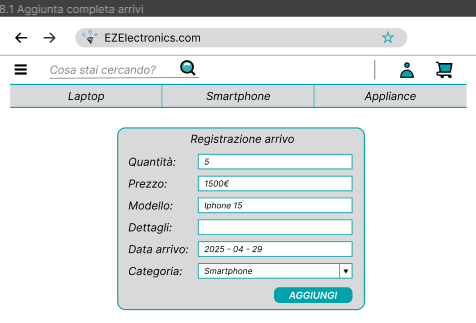 8.1 Aggiunta completa arrivi
EZElectronics.com
Cosa stai cercando?
Laptop Smartphone Appliance
Registrazione arrivo
Quantità: 5
Prezzo: 1500€
Modello: Iphone 15
Dettagli:
Data arrivo: 2025 - 04 - 29
Categoria: Smartphone
AGGIUNGI